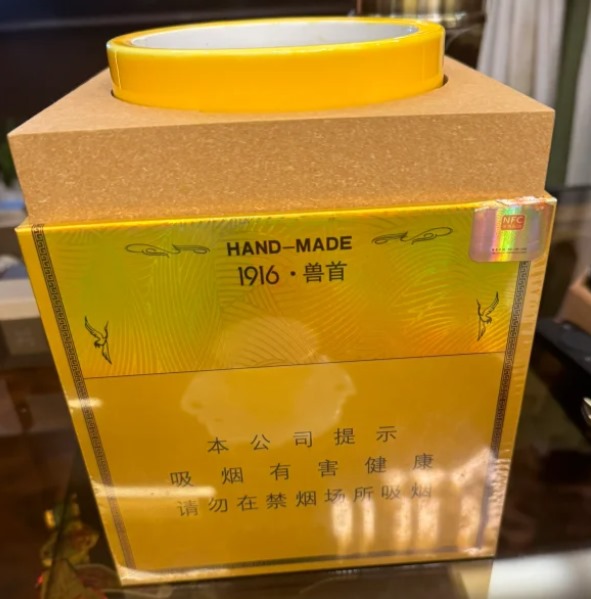 NFC
HAND-MADE
1916·兽首
本公司提示
吸烟有害健康
请勿在禁烟场所吸烟